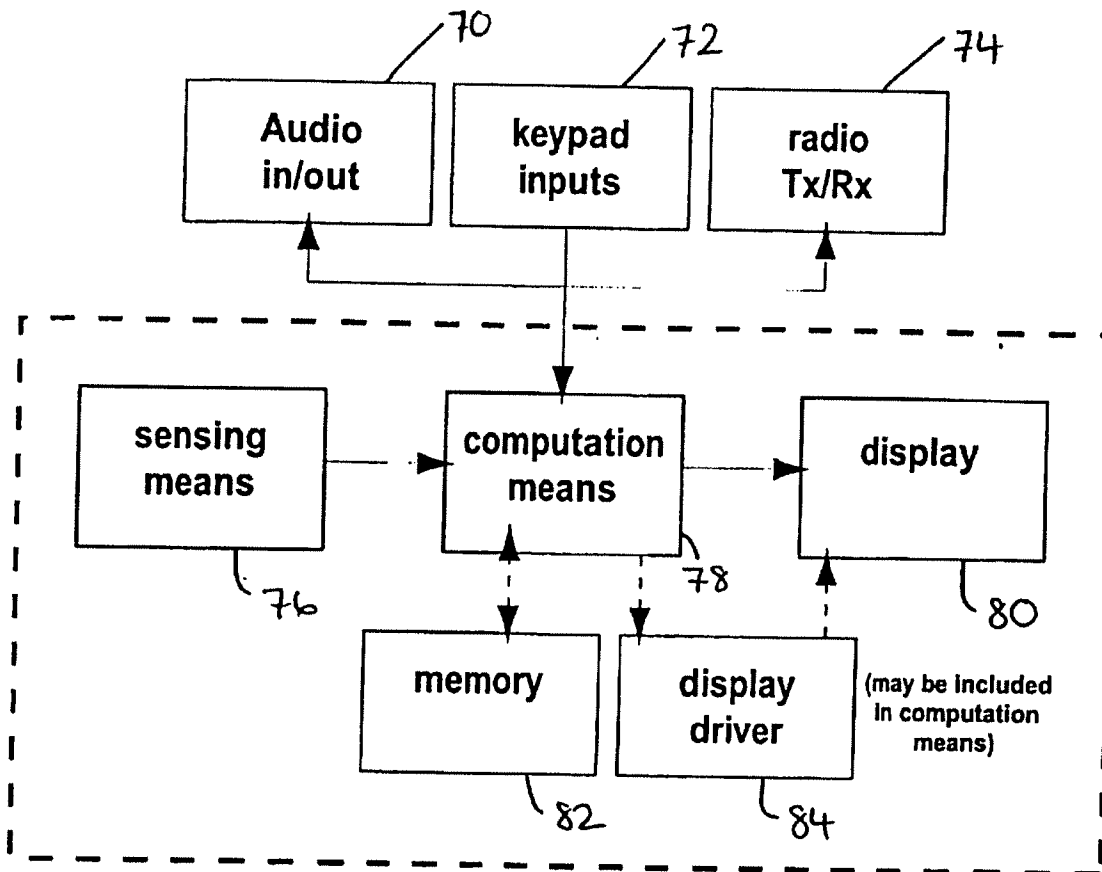 70
72
74
Audio
in/out
keypad
inputs
radio
Tx/Rx
sensing
means
computation
means
display
76
78
80
memory
display
driver
(may be included
in computation
means)
82
84